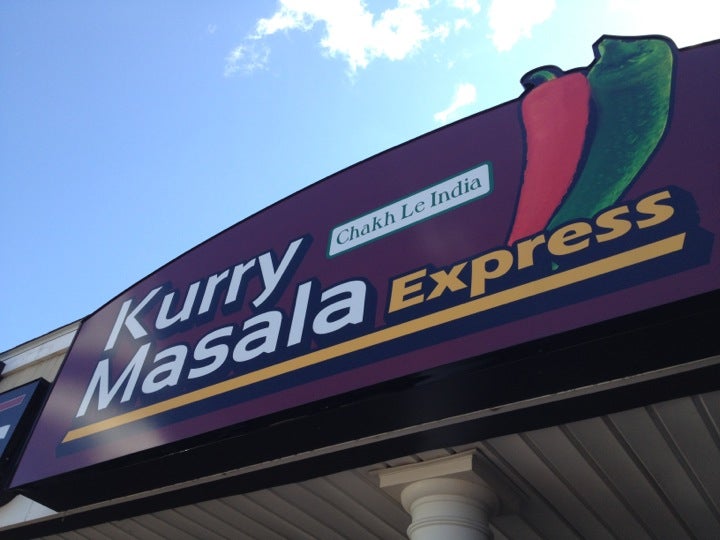 Chakh Le India
Kurry
Masala Express